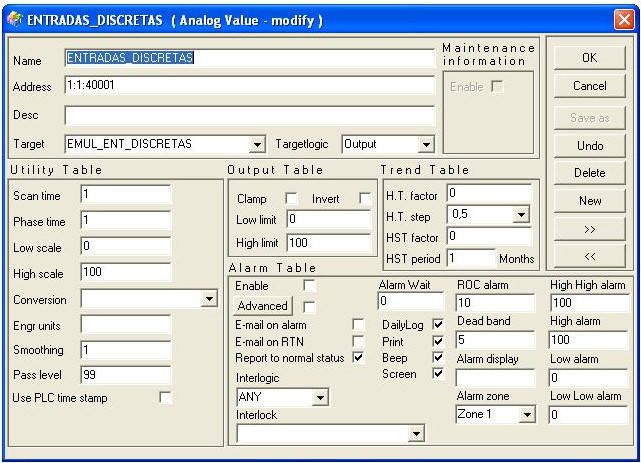 ENTRADAS_DISCRETAS ( Analog Value - modify )
Name ENTRADAS_DISCRETAS
Address 1:1:40001
Desc
Target EMUL_ENT_DISCRETAS Targetlogic Output
Maintenance
information
Enable
OK
Cancel
Save as
Undo
Delete
New
>>
<<
Utility Table
Scan time 1
Phase time 1
Low scale 0
High scale 100
Conversion
Engr units
Smoothing 1
Pass level 99
Use PLC time stamp
Output Table
Clamp Invert
Low limit 0
High limit 100
Trend Table
H.T. factor 0
H.T. step 0,5
HST factor 0
HST period 1 Months
Alarm Table
Enable
Advanced
E-mail on alarm
E-mail on RTN
Report to normal status
Interlogic
ANY
Interlock
Alarm Wait
0
DailyLog
Print
Beep
Screen
ROC alarm
10
Dead band
5
Alarm display
Alarm zone
Zone 1
High High alarm
100
High alarm
100
Low alarm
0
Low Low alarm
0